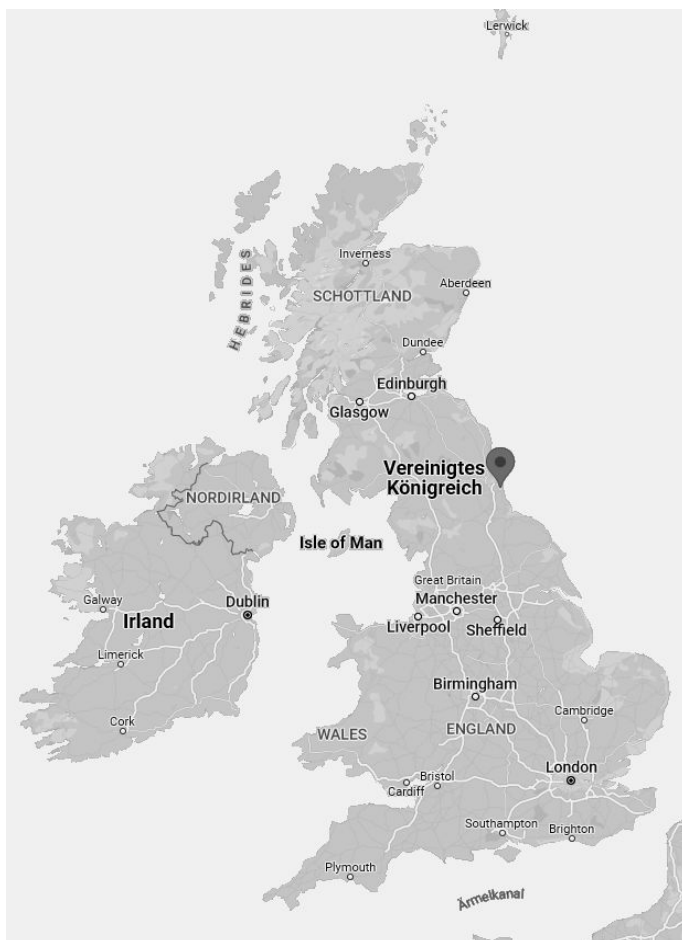 Lerwick
HEBRIDES
Inverness
SCHOTTLAND
Aberdeen
Dundee
Edinburgh
Glasgow
Vereinigtes
Königreich
NORDIRLAND
Isle of Man
Great Britain
Galway
Dublin
Manchester
Irland
Liverpool
Sheffield
Limerick
Birmingham
Cambridge
Cork
WALES
ENGLAND
London
Bristol
Cardiff
Southampton
Brighton
Plymouth
Ärmelkanal